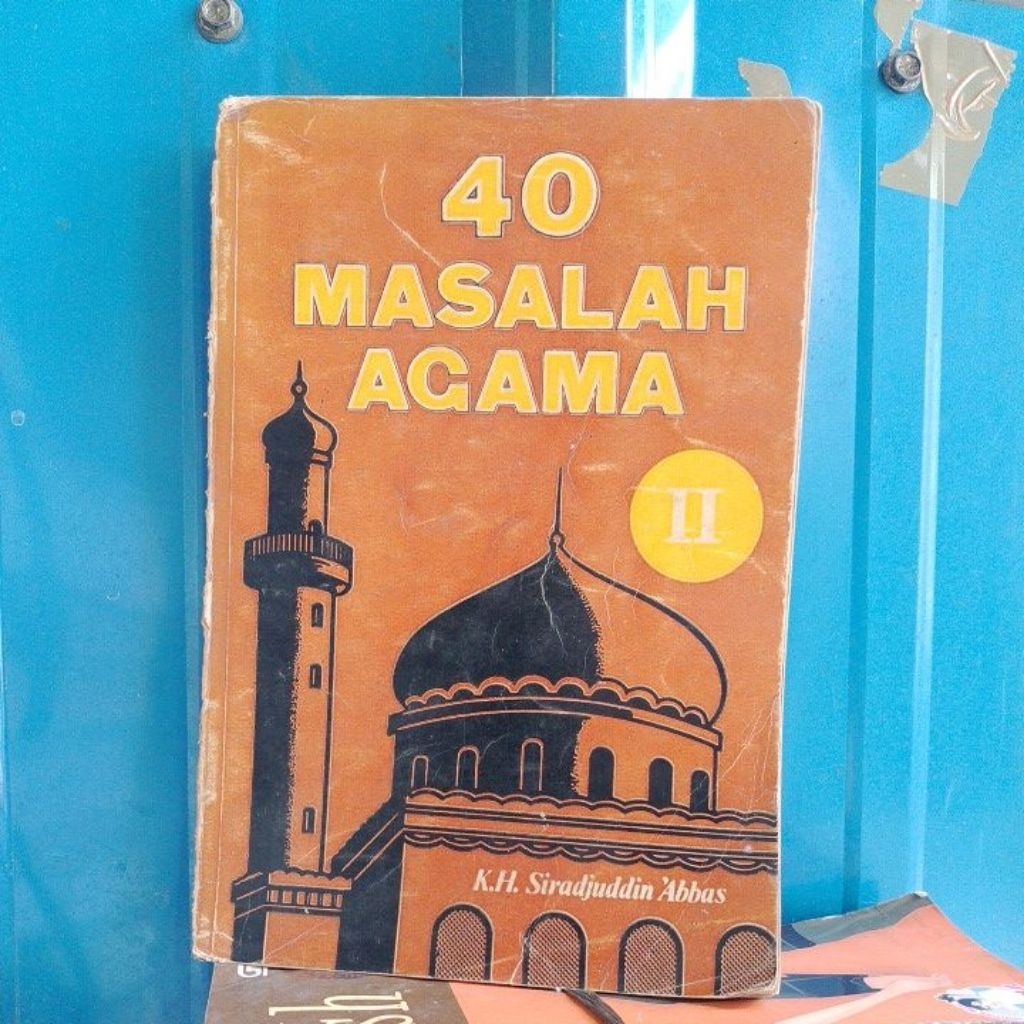 40
MASALAH
AGAMA
II
K.H. Siradjuddin 'Abbas